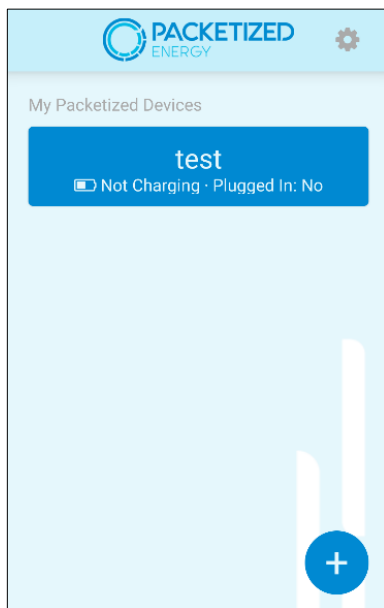 PACKETIZED
ENERGY
My Packetized Devices
test
Not Charging · Plugged In: No
+